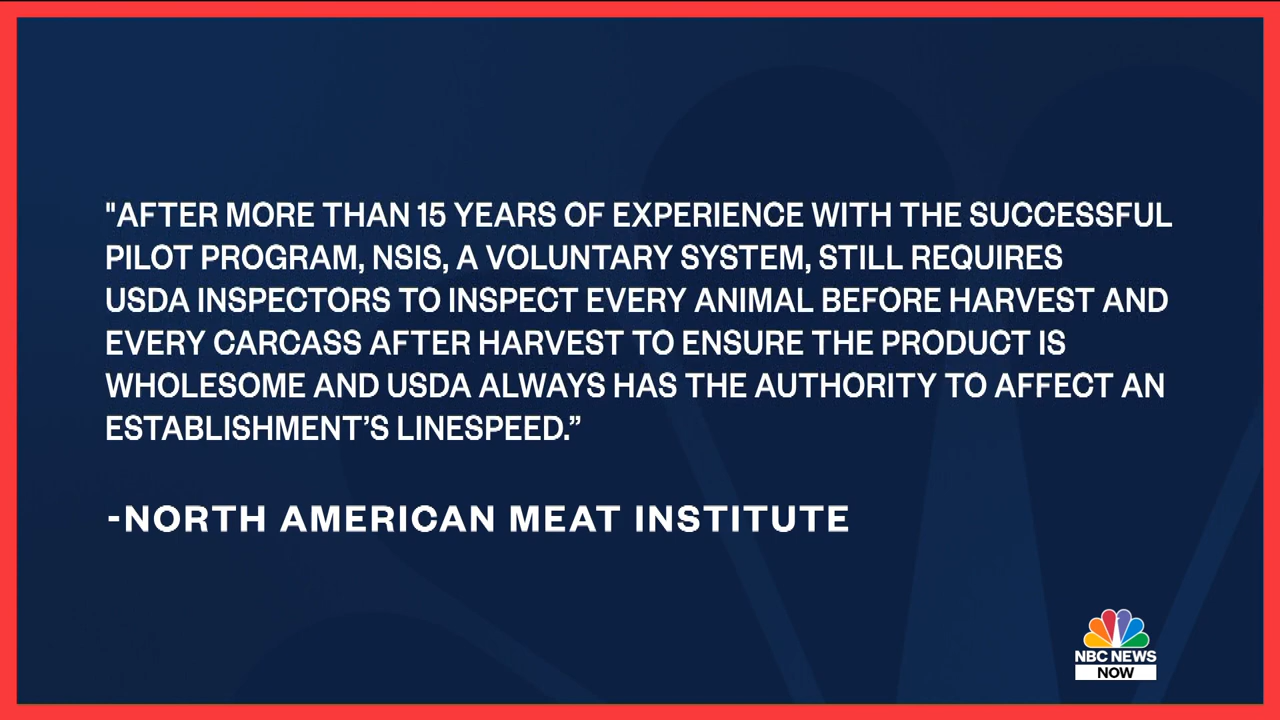 "AFTER MORE THAN 15 YEARS OF EXPERIENCE WITH THE SUCCESSFUL
PILOT PROGRAM, NSIS, A VOLUNTARY SYSTEM, STILL REQUIRES
USDA INSPECTORS TO INSPECT EVERY ANIMAL BEFORE HARVEST AND
EVERY CARCASS AFTER HARVEST TO ENSURE THE PRODUCT IS
WHOLESOME AND USDA ALWAYS HAS THE AUTHORITY TO AFFECT AN
ESTABLISHMENT’S LINESPEED.”
-NORTH AMERICAN MEAT INSTITUTE
NBC NEWS
NOW